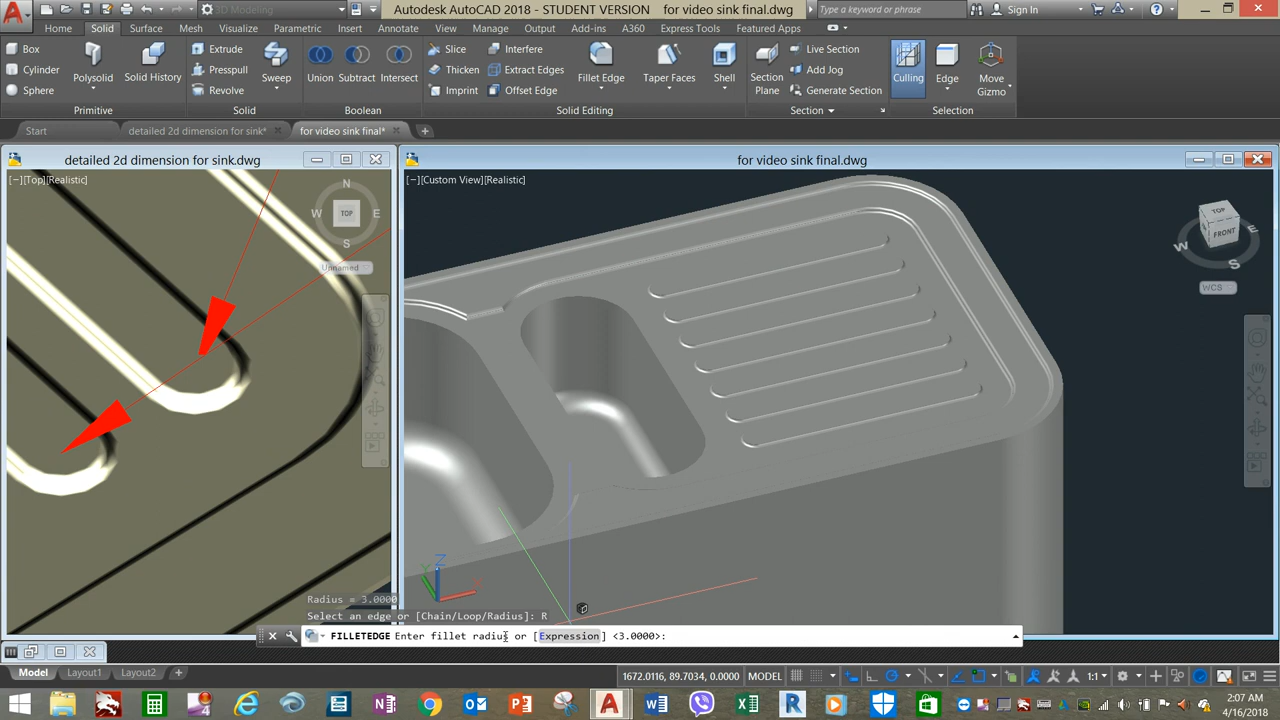 3D Modeling
Autodesk AutoCAD 2018 - STUDENT VERSION for video sink final.dwg
Type a keyword or phrase
Sign In
Home Solid Surface Mesh Visualize Parametric Insert Annotate View Manage Output Add-ins A360 Express Tools Featured Apps
Box
Cylinder
Sphere
Polysolid
Solid History
Extrude
Presspull
Revolve
Sweep
Union Subtract Intersect
Slice
Thicken
Imprint
Interfere
Extract Edges
Offset Edge
Fillet Edge
Taper Faces
Shell
Section Plane
Live Section
Add Jog
Generate Section
Culling
Edge
Move Gizmo
Primitive Solid Boolean Solid Editing Section Selection
Start detailed 2d dimension for sink* for video sink final*
detailed 2d dimension for sink.dwg
for video sink final.dwg
[−][Top][Realistic]
[−][Custom View][Realistic]
N
W TOP E
S
Unnamed
TOP
FRONT
W E
S
WCS
Z
Y X
Radius = 3.0000
Select an edge or [Chain/Loop/Radius]: R
FILLETEDGE Enter fillet radius or [Expression] <3.0000>:
Model Layout1 Layout2
1672.0116, 89.7034, 0.0000 MODEL
1:1
2:07 AM
4/16/2018